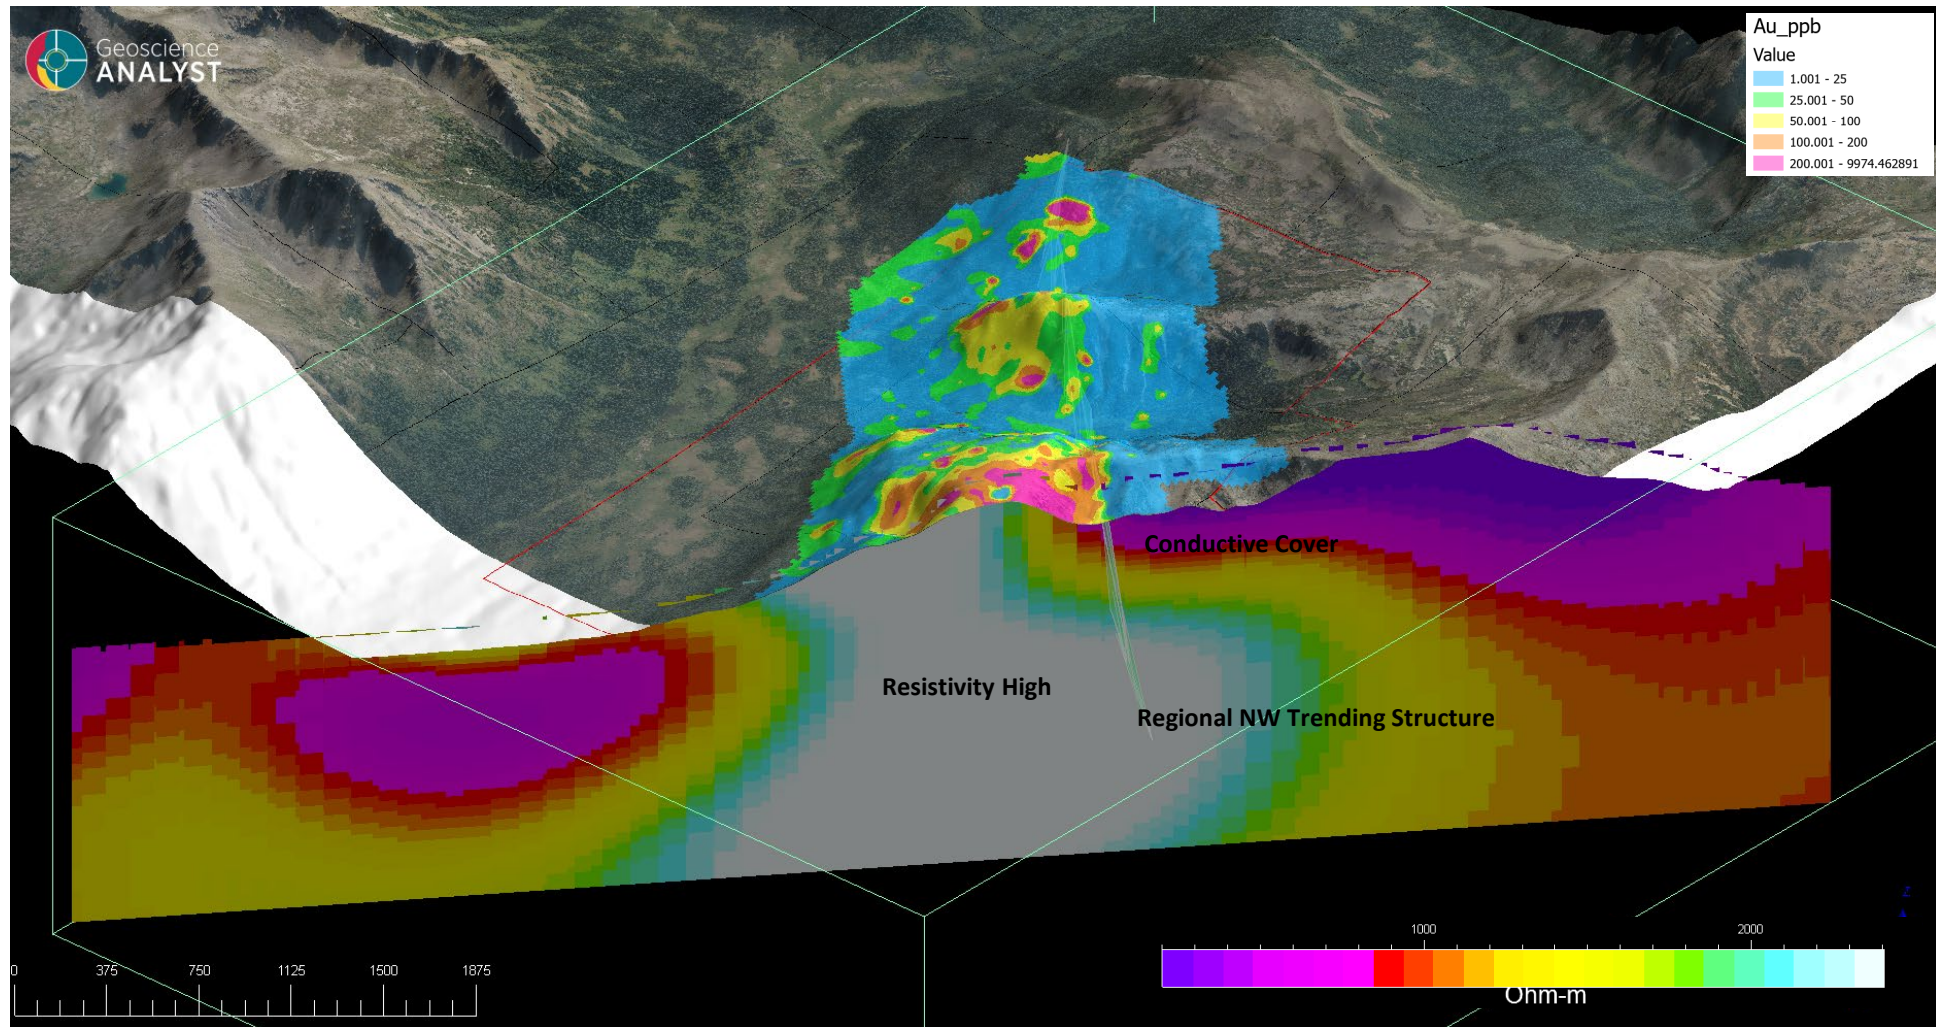 Geoscience
ANALYST
Au_ppb
Value
1.001 - 25
25.001 - 50
50.001 - 100
100.001 - 200
200.001 - 9974.462891
Conductive Cover
Resistivity High
Regional NW Trending Structure
Z
1000 2000
Ohm-m
0 375 750 1125 1500 1875